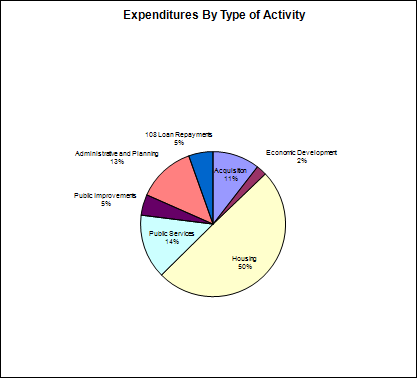 Expenditures By Type of Activity
108 Loan Repayments
5%
Administrative and Planning
13%
Economic Development
2%
Acquisition
11%
Public Improvements
5%
Public Services
14%
Housing
50%